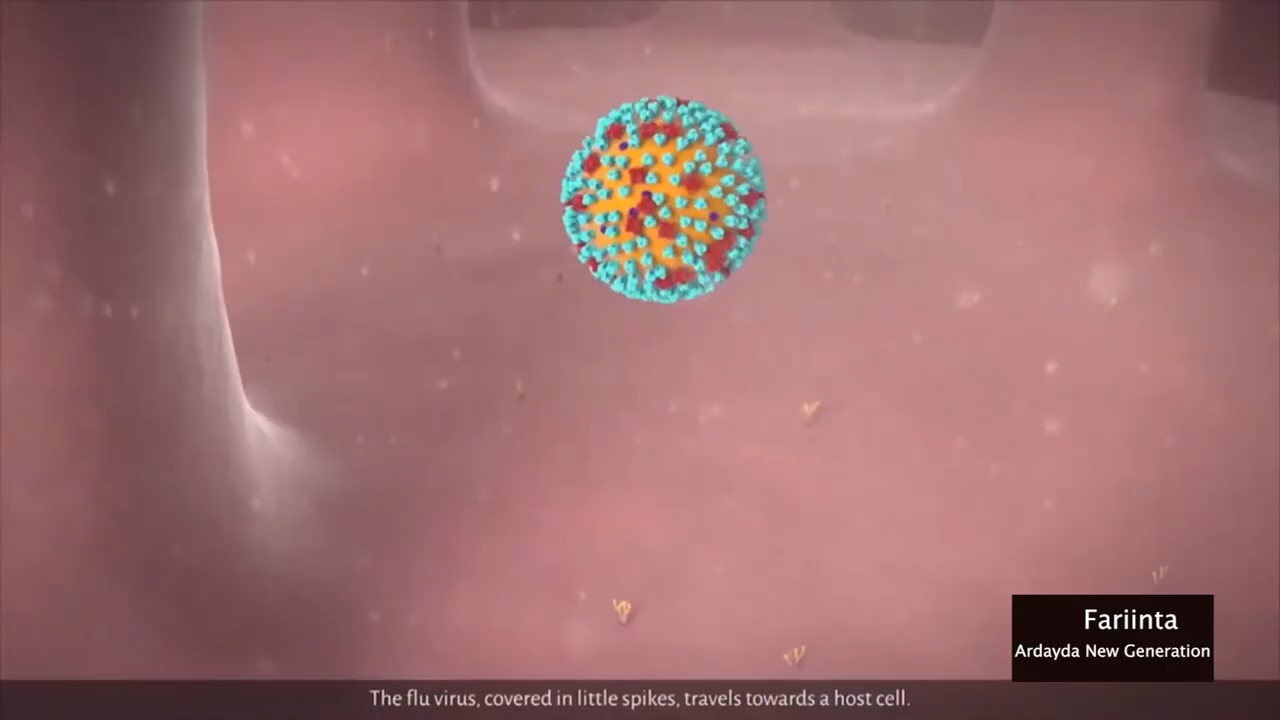 Fariinta
Ardayda New Generation
The flu virus, covered in little spikes, travels towards a host cell.